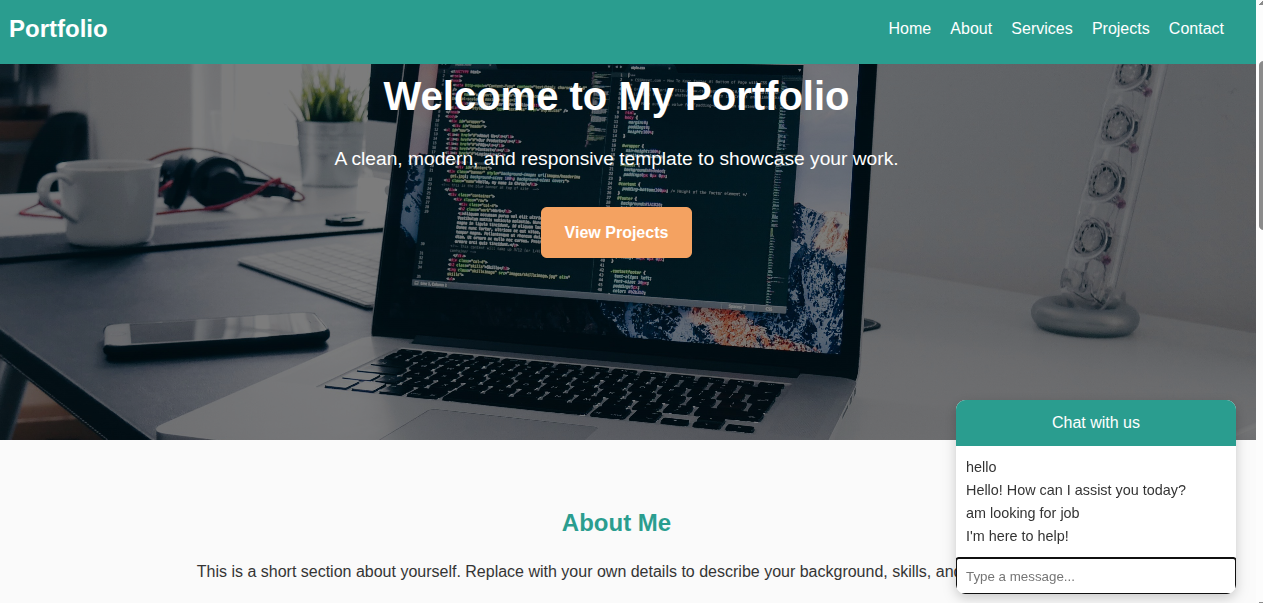 Portfolio
Home About Services Projects Contact
Welcome to My Portfolio
A clean, modern, and responsive template to showcase your work.
View Projects
About Me
This is a short section about yourself. Replace with your own details to describe your background, skills,
Chat with us
hello
Hello! How can I assist you today?
am looking for job
I'm here to help!
Type a message...